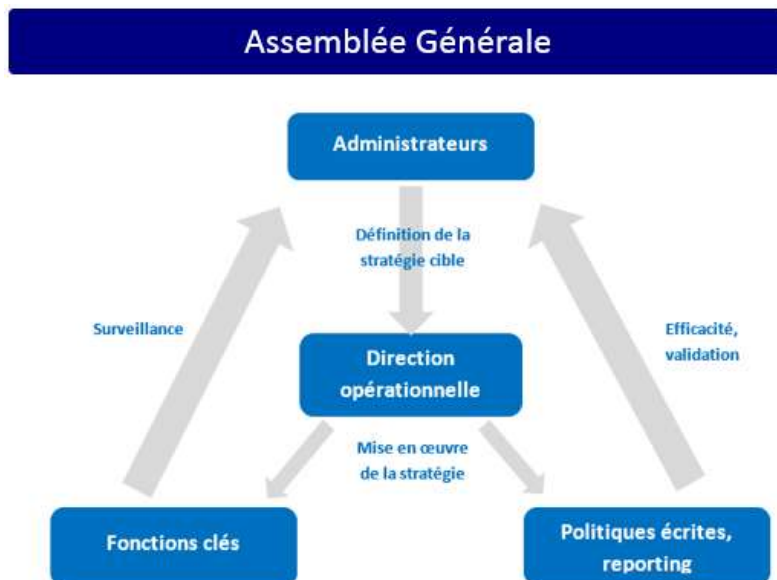 Assemblée Générale
Administrateurs
Définition de la
stratégie cible
Surveillance
Efficacité,
validation
Direction
opérationnelle
Mise en œuvre
de la stratégie
Fonctions clés
Politiques écrites,
reporting